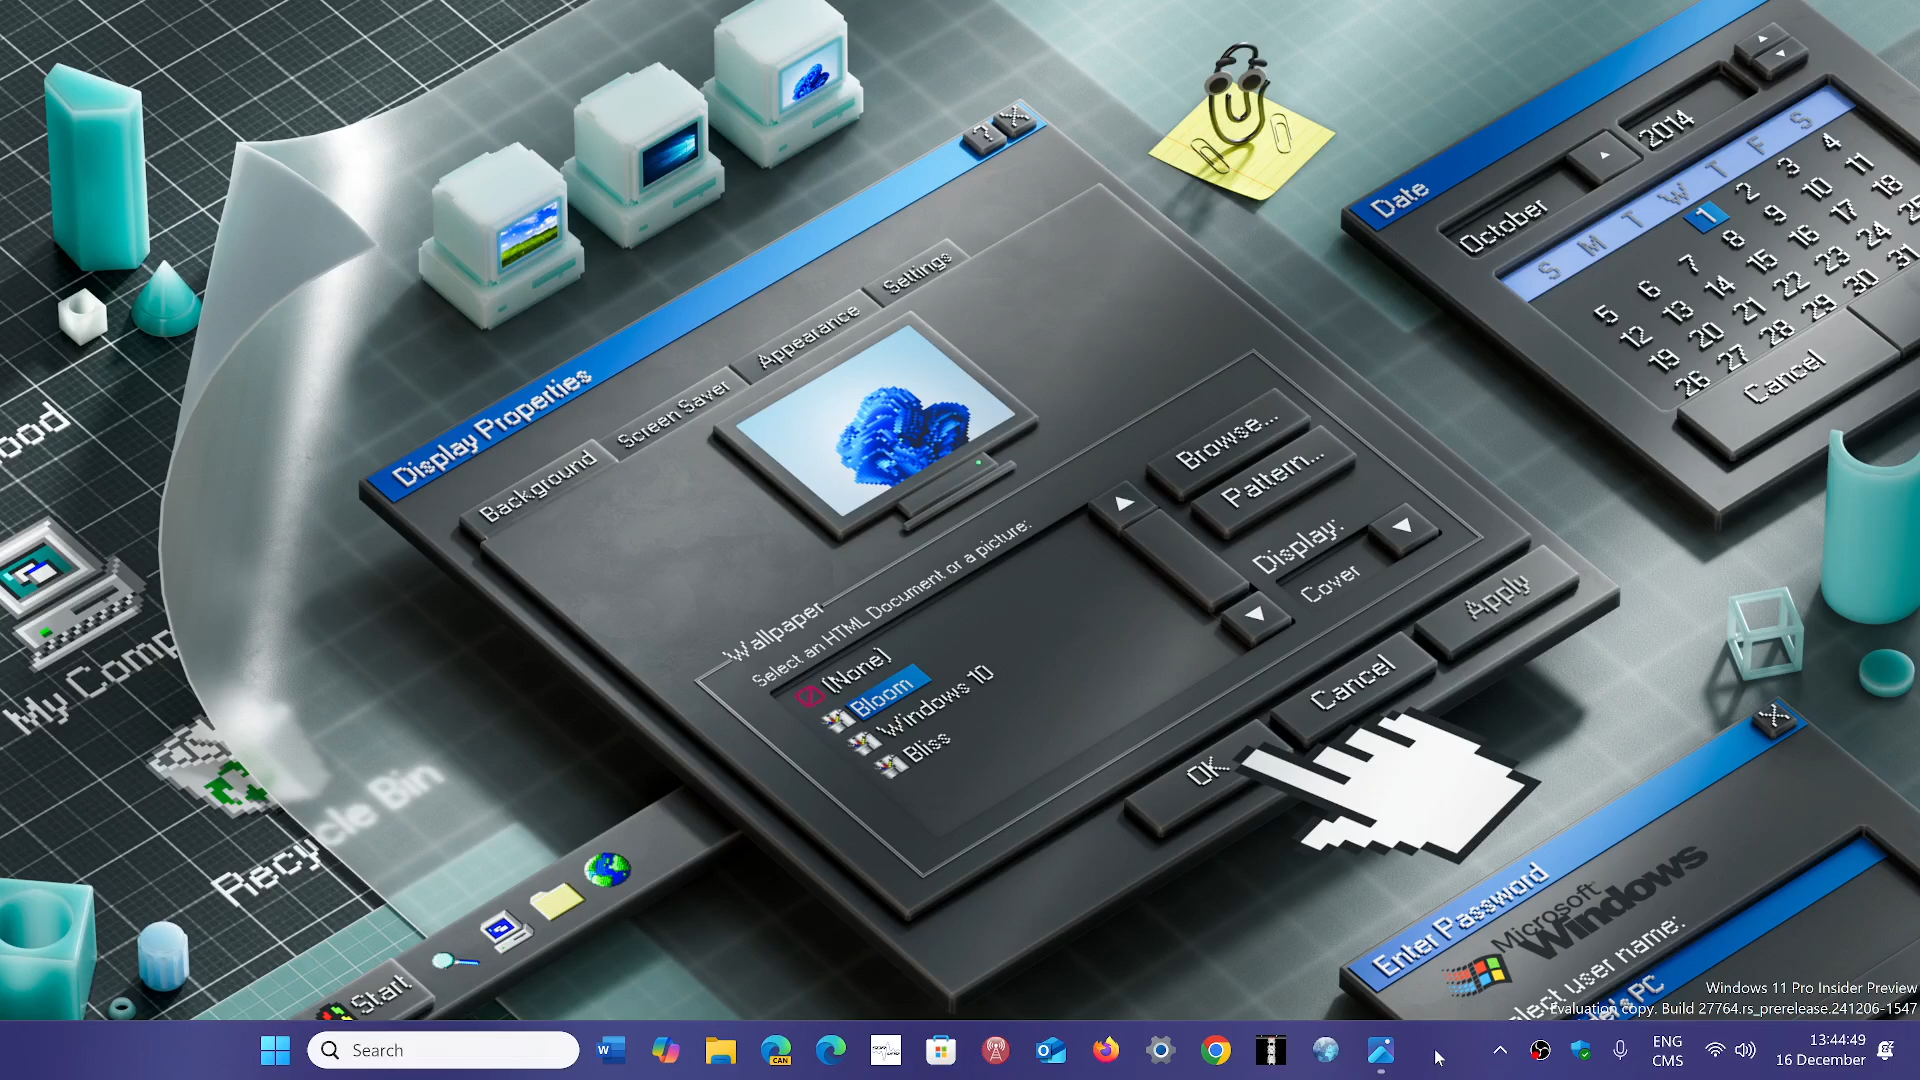 Display Properties
?
Background
Screen Saver
Appearance
Settings
Wallpaper
Select an HTML Document or a picture:
(None)
Bloom
Windows 10
Bliss
Browse...
Pattern...
Display:
Cover
OK
Cancel
Apply
Date
October
2014
S M T W T F S
1 2 3 4
5 6 7 8 9 10 11
12 13 14 15 16 17 18
19 20 21 22 23 24 25
26 27 28 29 30 31
Cancel
ood
My Comp
Recycle Bin
Start
Enter Password
Microsoft
Windows
elect user name:
's PC
Windows 11 Pro Insider Preview
Evaluation copy. Build 27764.rs_prerelease.241206-1547
Search
CAN
ENG
CMS
13:44:49
16 December